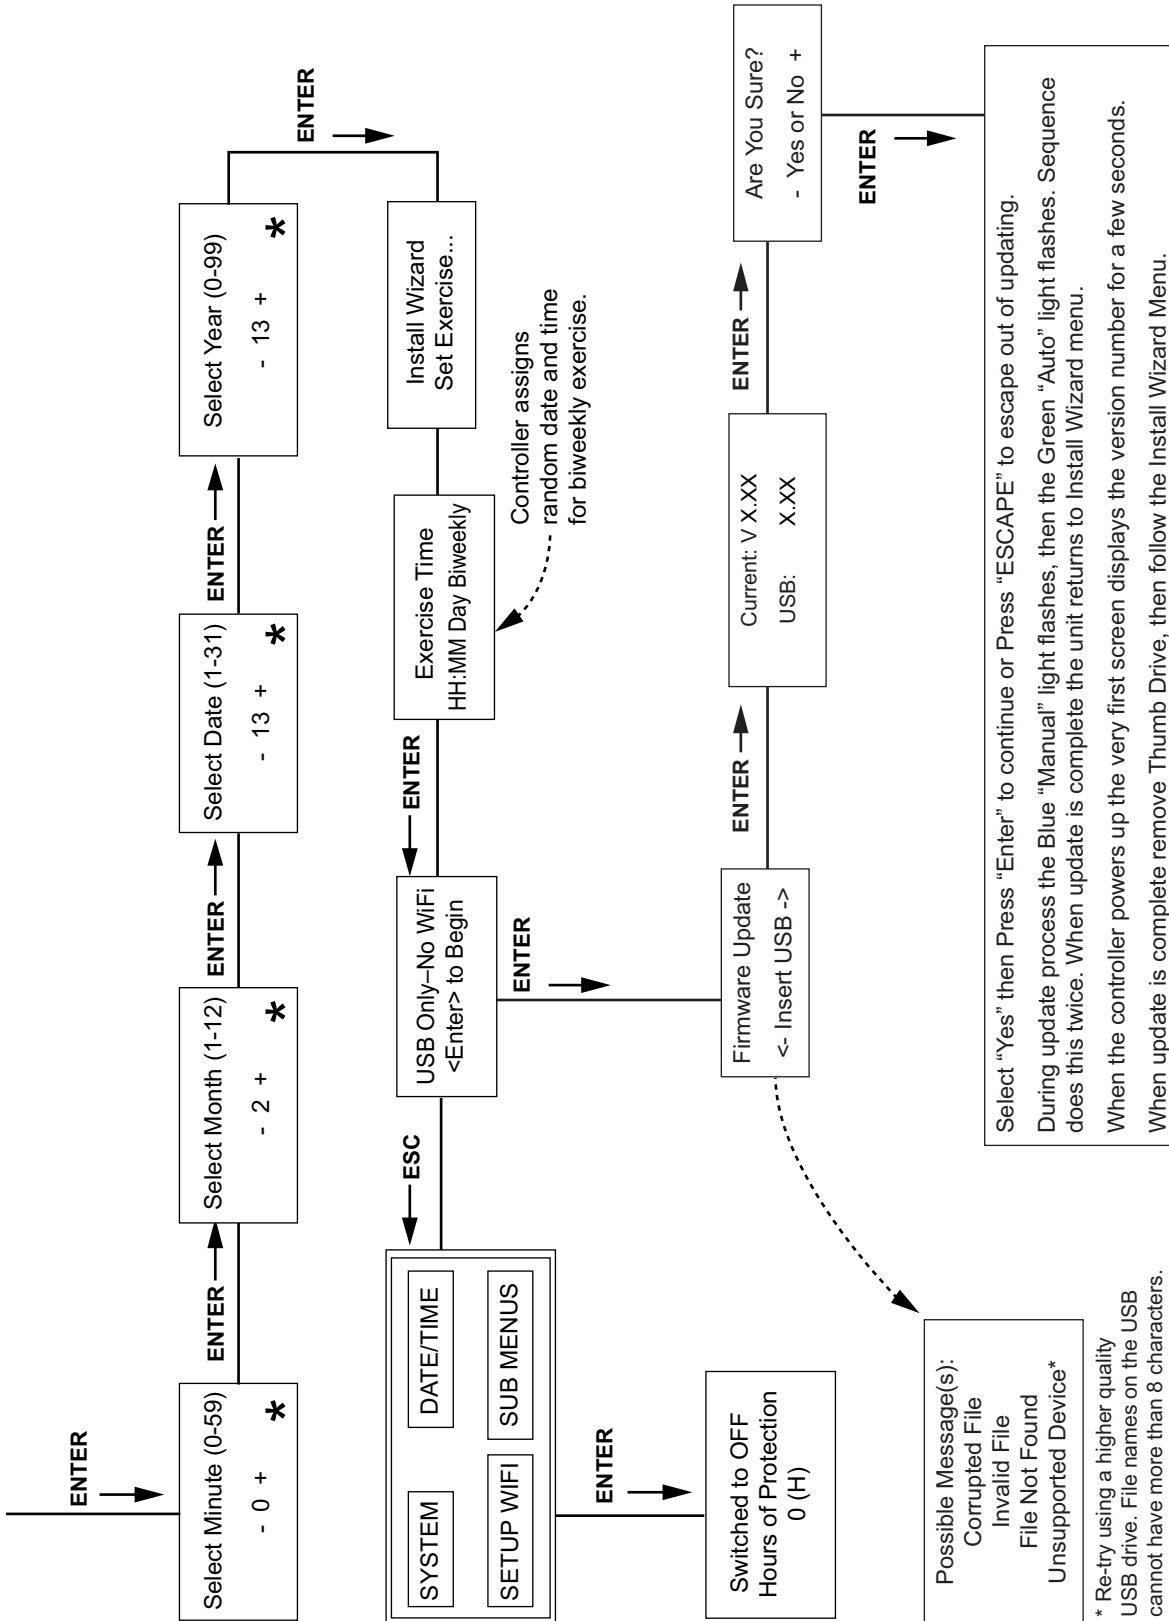 ENTER
Select Minute (0-59)
- 0 +
*
ENTER
Select Month (1-12)
- 2 +
*
ENTER
Select Date (1-31)
- 13 +
*
ENTER
Select Year (0-99)
- 13 +
*
ENTER
Install Wizard
Set Exercise...
Exercise Time
HH:MM Day Biweekly
Controller assigns
random date and time
for biweekly exercise.
ENTER
USB Only–No WiFi
<Enter> to Begin
ESC
SYSTEM
DATE/TIME
SETUP WIFI
SUB MENUS
ENTER
Switched to OFF
Hours of Protection
0 (H)
ENTER
Firmware Update
<- Insert USB ->
ENTER
Current: V X.XX
USB: X.XX
ENTER
Are You Sure?
- Yes or No +
ENTER
Possible Message(s):
Corrupted File
Invalid File
File Not Found
Unsupported Device*
* Re-try using a higher quality
USB drive. File names on the USB
cannot have more than 8 characters.
Select “Yes” then Press “Enter” to continue or Press “ESCAPE” to escape out of updating.
During update process the Blue “Manual” light flashes, then the Green “Auto” light flashes. Sequence
does this twice. When update is complete the unit returns to Install Wizard menu.
When the controller powers up the very first screen displays the version number for a few seconds.
When update is complete remove Thumb Drive, then follow the Install Wizard Menu.